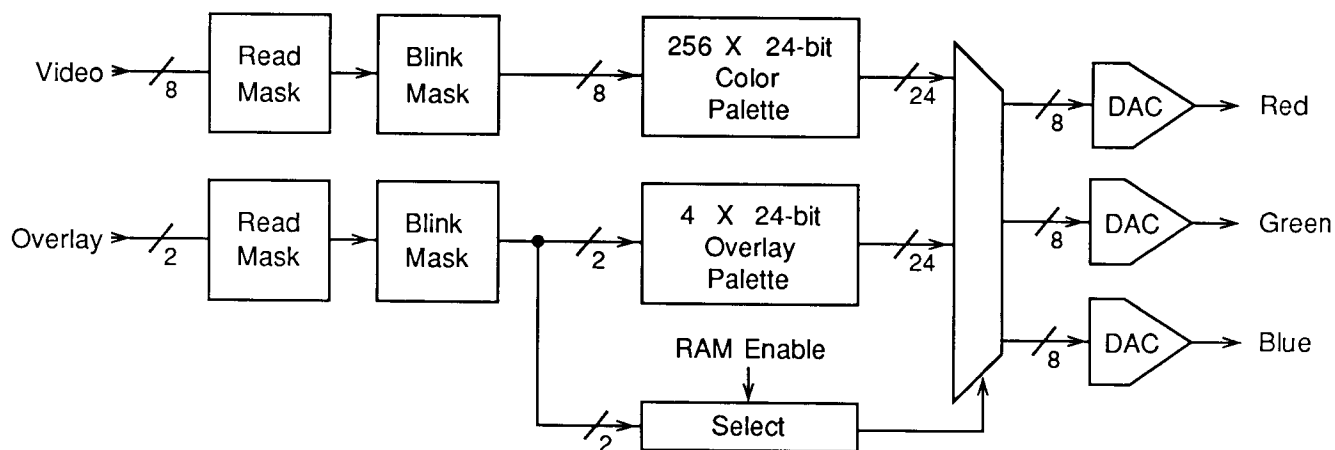 Video
8
Read
Mask
Blink
Mask
8
256 X 24-bit
Color
Palette
24
8
DAC
Red
Overlay
2
Read
Mask
Blink
Mask
2
4 X 24-bit
Overlay
Palette
24
8
DAC
Green
RAM Enable
2
Select
8
DAC
Blue